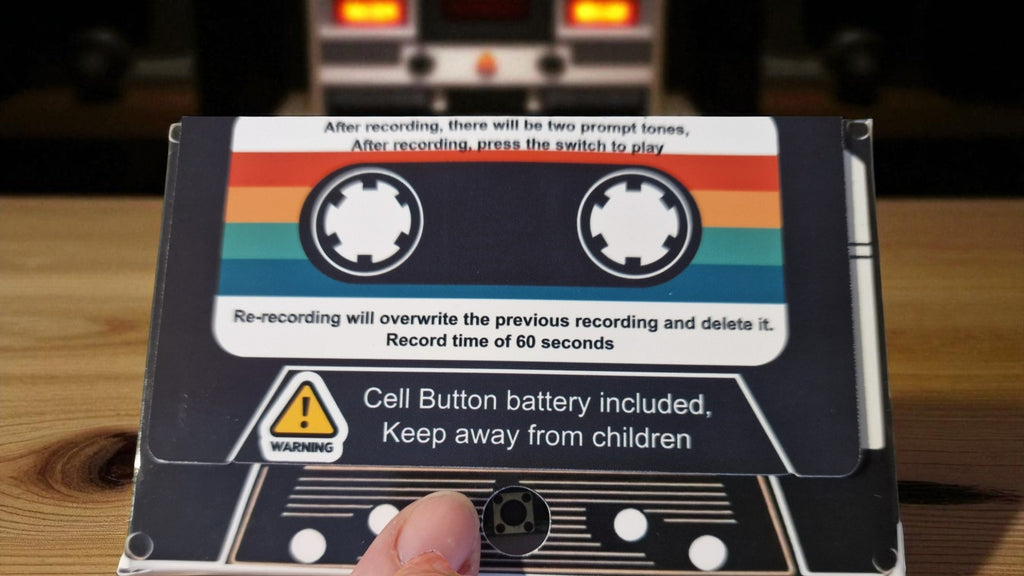 After recording, there will be two prompt tones,
After recording, press the switch to play
Re-recording will overwrite the previous recording and delete it.
Record time of 60 seconds
Cell Button battery included,
Keep away from children
WARNING